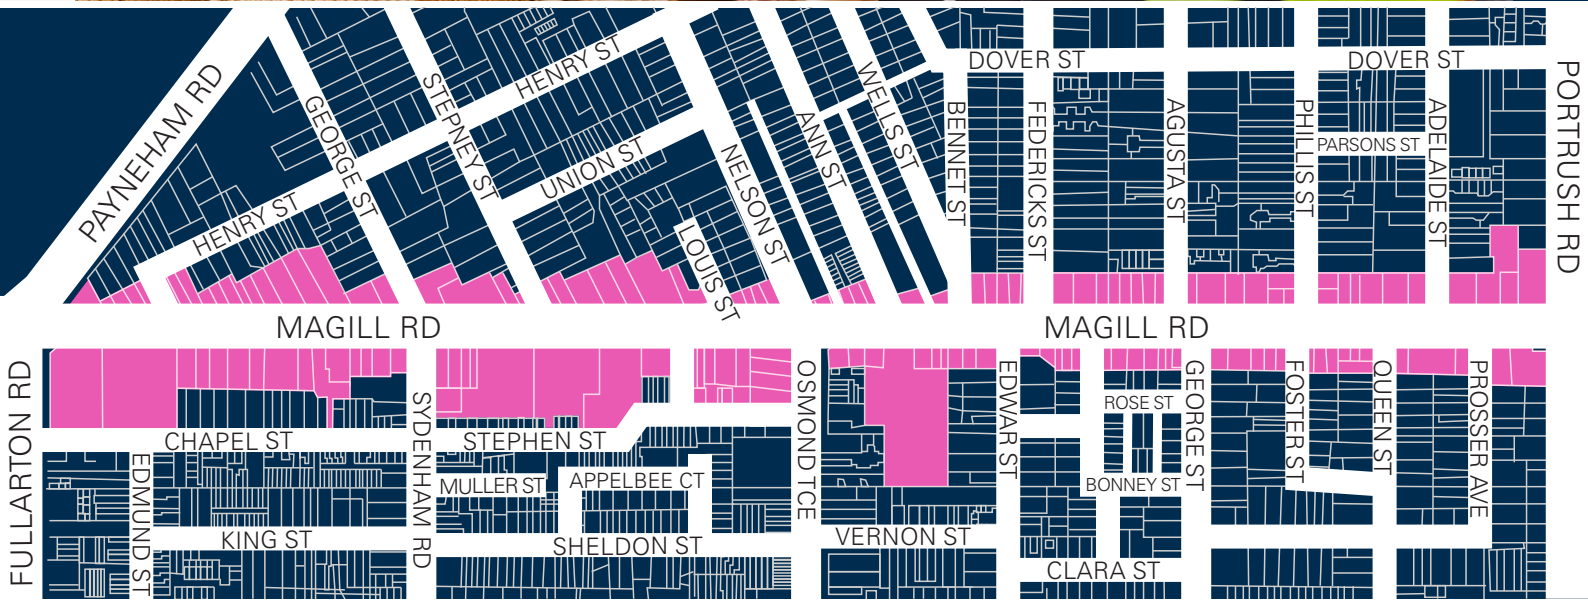 PAYNEHAM RD
GEORGE ST
STEPNEY ST
HENRY ST
HENRY ST
UNION ST
LOUIS ST
NELSON ST
ANN ST
WELLS ST
BENNET ST
DOVER ST
FEDERICKS ST
AGUSTA ST
PHILLIS ST
DOVER ST
PARSONS ST
ADELAIDE ST
PORTRUSH RD
MAGILL RD
MAGILL RD
FULLARTON RD
CHAPEL ST
EDMUND ST
KING ST
SYDENHAM RD
STEPHEN ST
MULLER ST
APPELBEE CT
SHELDON ST
OSMOND TCE
VERNON ST
EDWAR ST
ROSE ST
BONNEY ST
CLARA ST
GEORGE ST
FOSTER ST
QUEEN ST
PROSSER AVE